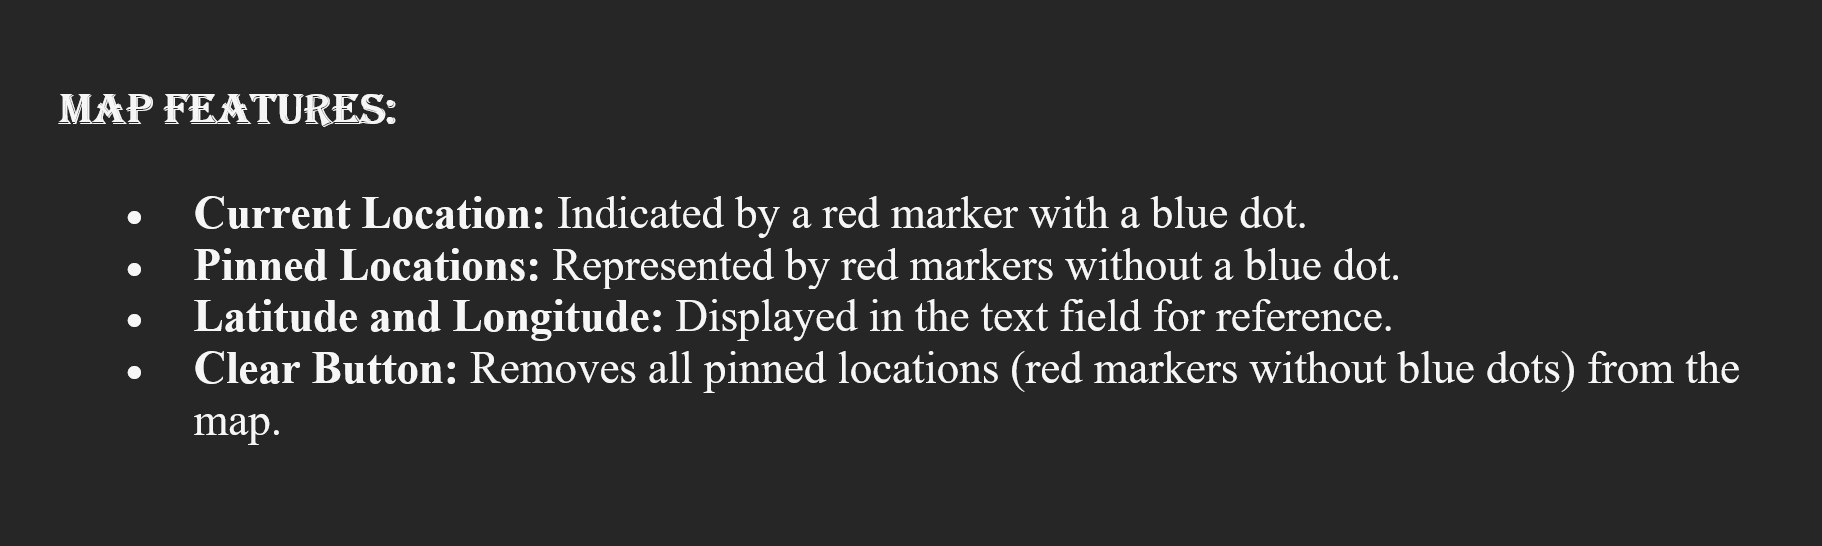 MAP FEATURES:
• Current Location: Indicated by a red marker with a blue dot.
• Pinned Locations: Represented by red markers without a blue dot.
• Latitude and Longitude: Displayed in the text field for reference.
• Clear Button: Removes all pinned locations (red markers without blue dots) from the
map.